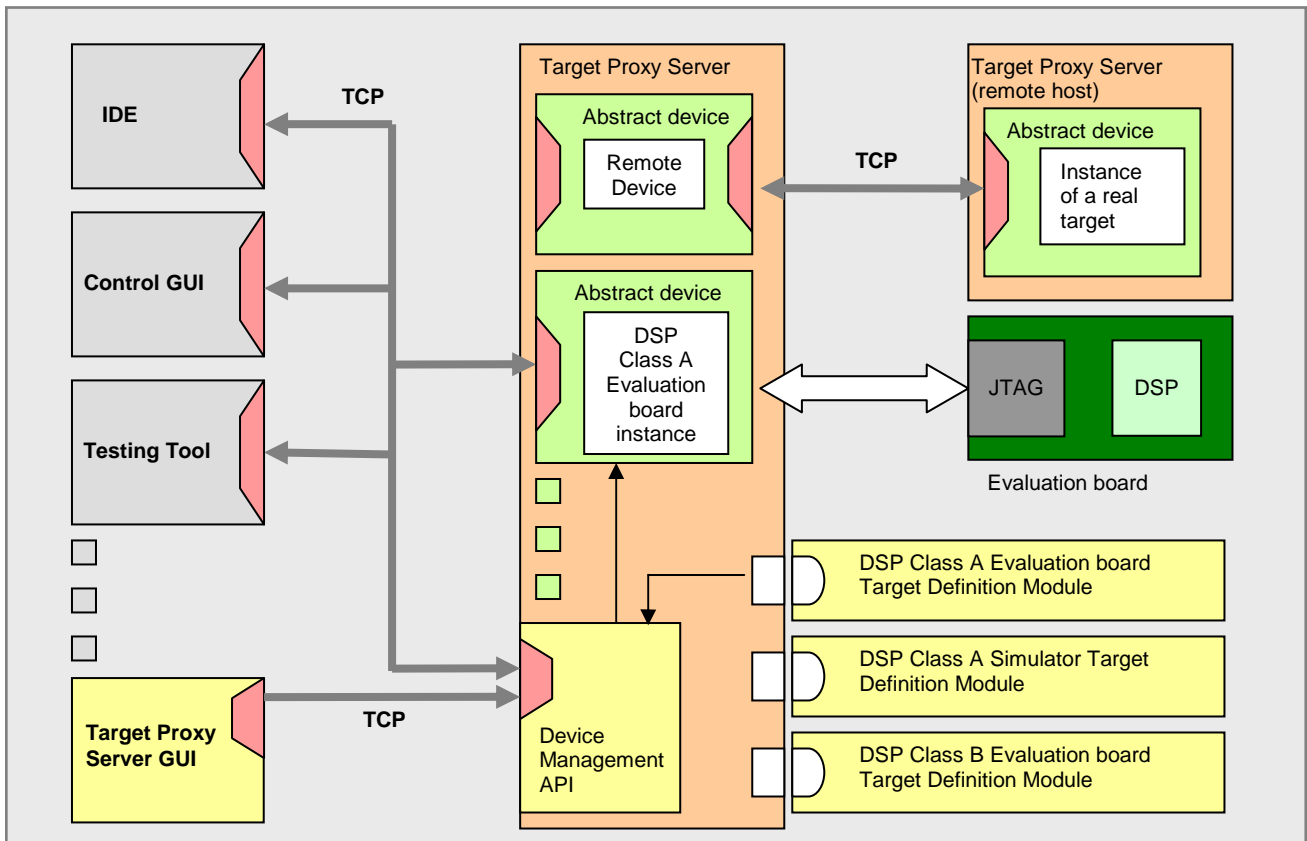 IDE
TCP
Control GUI
Testing Tool
Target Proxy
Server GUI
TCP
Target Proxy Server
Abstract device
Remote
Device
Abstract device
DSP
Class A
Evaluation
board
instance
Device
Management
API
TCP
Target Proxy Server
(remote host)
Abstract device
Instance
of a real
target
JTAG
DSP
Evaluation board
DSP Class A Evaluation board
Target Definition Module
DSP Class A Simulator Target
Definition Module
DSP Class B Evaluation board
Target Definition Module